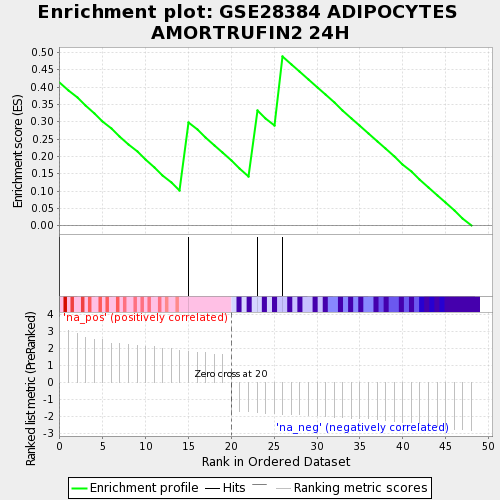 Enrichment plot: GSE28384 ADIPOCYTES
AMORTRUFIN2 24H
Enrichment score (ES)
0.50
0.45
0.40
0.35
0.30
0.25
0.20
0.15
0.10
0.05
0.00
Ranked list metric (PreRanked)
4
3
2
1
0
-1
-2
-3
'na_pos' (positively correlated)
Zero cross at 20
'na_neg' (negatively correlated)
0 5 10 15 20 25 30 35 40 45 50
Rank in Ordered Dataset
Enrichment profile Hits Ranking metric scores